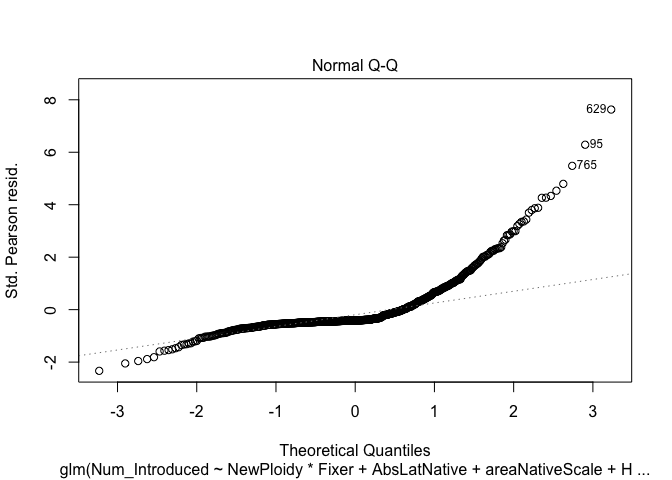 Normal Q-Q
Std. Pearson resid.
8
6
4
2
0
-2
629
95
765
-3 -2 -1 0 1 2 3
Theoretical Quantiles
glm(Num_Introduced ~ NewPloidy * Fixer + AbsLatNative + areaNativeScale + H ...